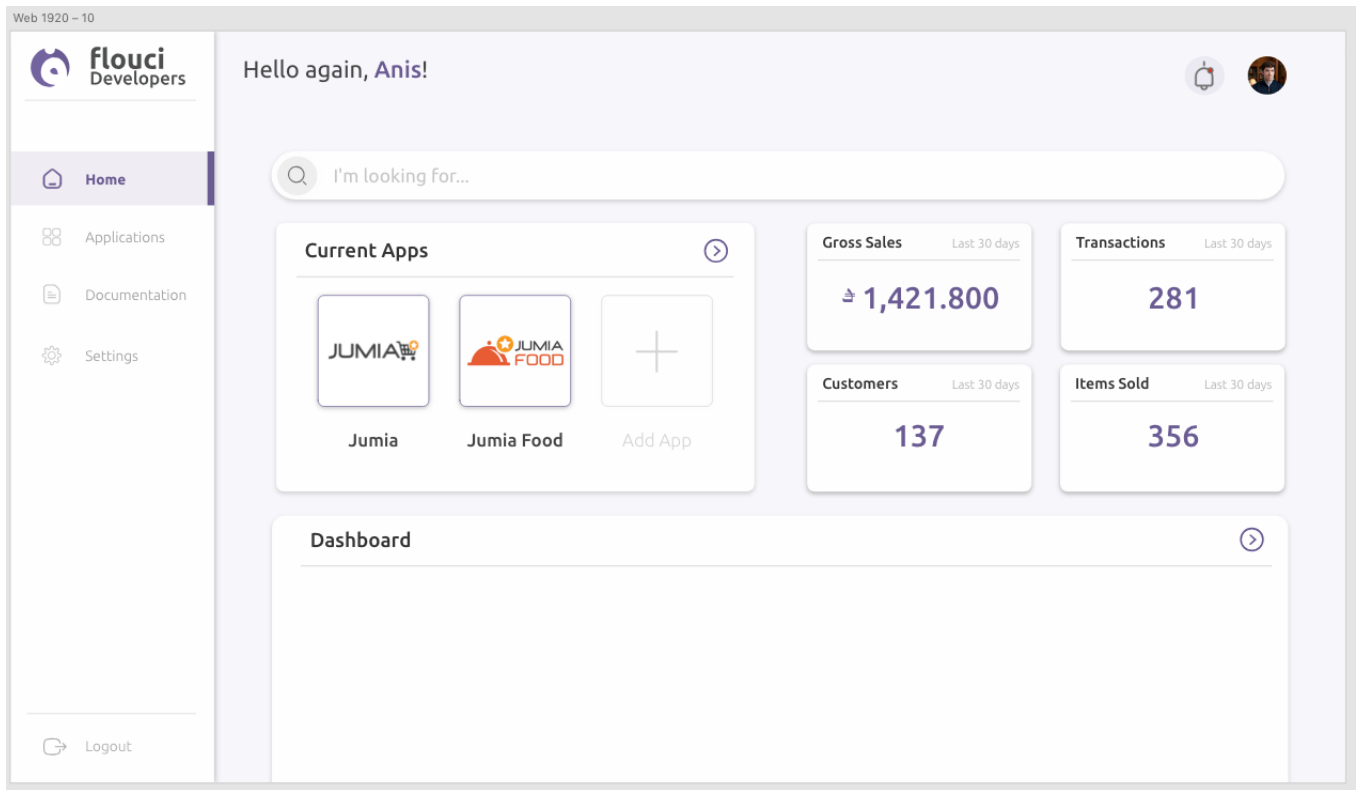 Web 1920 – 10
flouci
Developers
Hello again, Anis!
Home
Applications
Documentation
Settings
Logout
I'm looking for...
Current Apps
JUMIA
JUMIA
FOOD
Jumia
Jumia Food
Add App
Gross Sales Last 30 days
1,421.800
Transactions Last 30 days
281
Customers Last 30 days
137
Items Sold Last 30 days
356
Dashboard